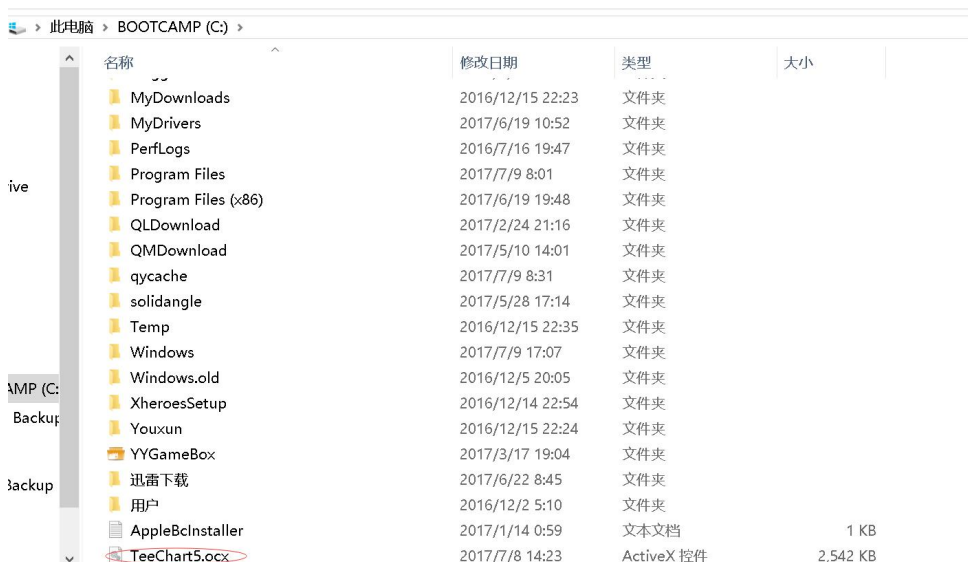 此电脑 BOOTCAMP (C:)
名称 修改日期 类型 大小
MyDownloads 2016/12/15 22:23 文件夹
MyDrivers 2017/6/19 10:52 文件夹
PerfLogs 2016/7/16 19:47 文件夹
Program Files 2017/7/9 8:01 文件夹
ive
Program Files (x86) 2017/6/19 19:48 文件夹
QLDownload 2017/2/24 21:16 文件夹
QMDownload 2017/5/10 14:01 文件夹
qycache 2017/7/9 8:31 文件夹
solidangle 2017/5/28 17:14 文件夹
Temp 2016/12/15 22:35 文件夹
Windows 2017/7/9 17:07 文件夹
Windows.old 2016/12/5 20:05 文件夹
AMP (C:
XheroesSetup 2016/12/14 22:54 文件夹
Backup
Youxun 2016/12/15 22:24 文件夹
YYGameBox 2017/3/17 19:04 文件夹
迅雷下载 2017/6/22 8:45 文件夹
Backup
用户 2016/12/2 5:10 文件夹
AppleBcInstaller 2017/1/14 0:59 文本文档 1 KB
TeeChart5.ocx 2017/7/8 14:23 ActiveX 控件 2,542 KB